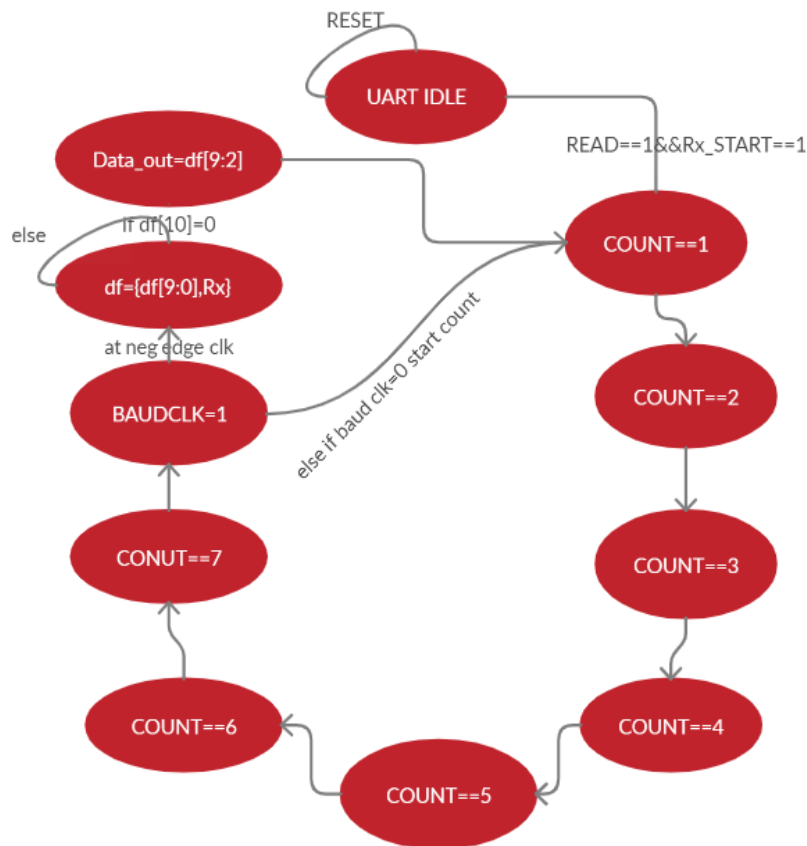 RESET
UART IDLE
READ==1&&Rx_START==1
Data_out=df[9:2]
if df[10]=0
else
df={df[9:0],Rx}
at neg edge clk
BAUDCLK=1
else if baud clk=0 start count
COUNT==1
COUNT==2
COUNT==3
COUNT==4
COUNT==5
COUNT==6
CONUT==7